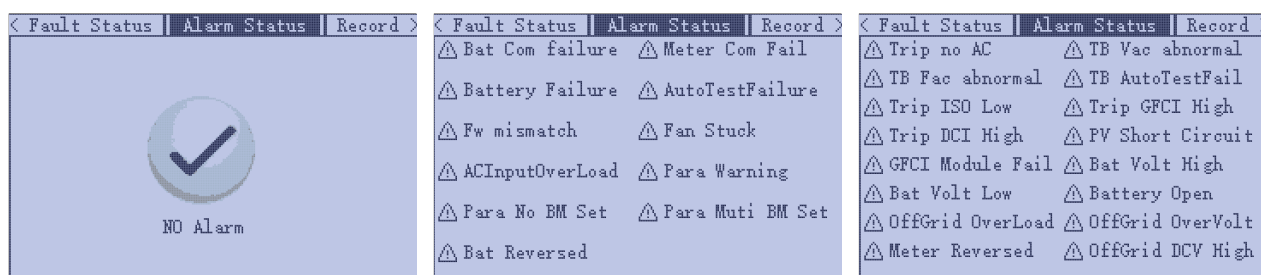 < Fault Status Alarm Status Record >
NO Alarm
< Fault Status Alarm Status Record >
Bat Com failure Meter Com Fail
Battery Failure AutoTestFailure
Fw mismatch Fan Stuck
ACInputOverLoad Para Warning
Para No BM Set Para Muti BM Set
Bat Reversed
< Fault Status Alarm Status Record
Trip no AC TB Vac abnormal
TB Fac abnormal TB AutoTestFail
Trip ISO Low Trip GFCI High
Trip DCI High PV Short Circuit
GFCI Module Fail Bat Volt High
Bat Volt Low Battery Open
OffGrid OverLoad OffGrid OverVolt
Meter Reversed OffGrid DCV High